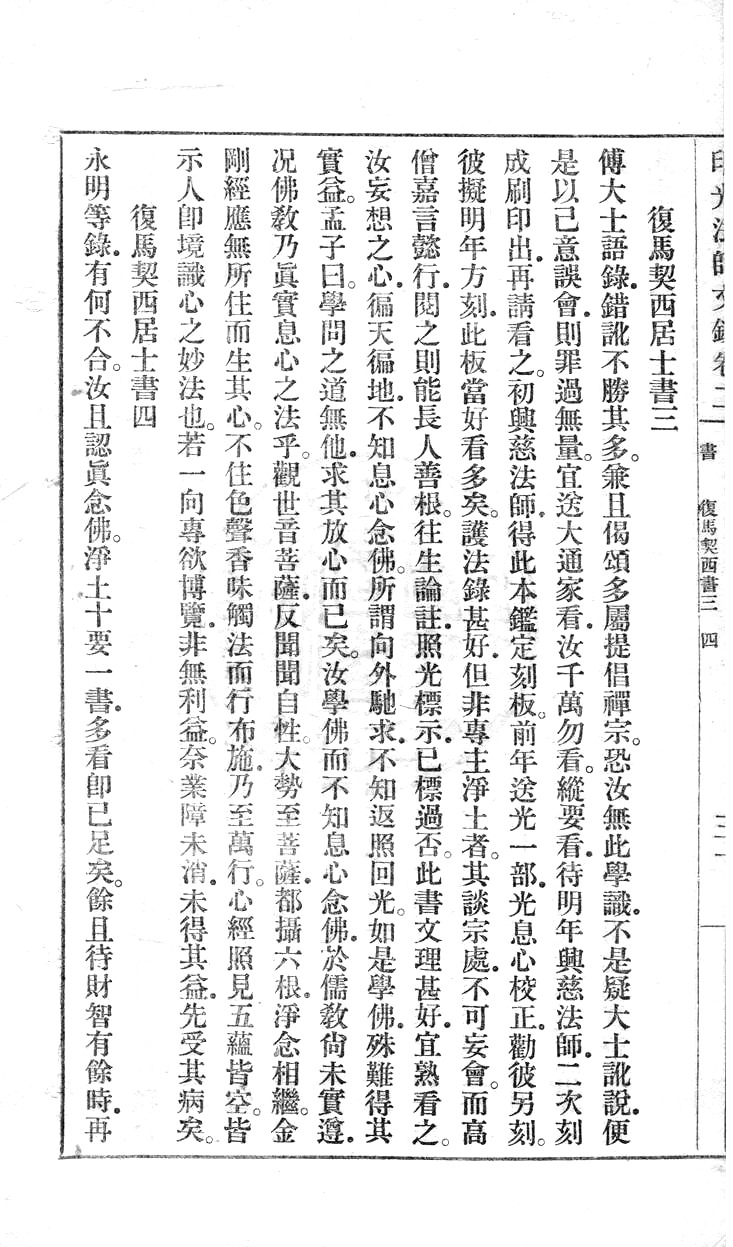 印光法師文鈔卷二 書 復馬契西書三 四
復馬契西居士書三
傅大士語錄.錯訛不勝其多.兼且偈頌多屬提倡禪宗。恐汝無此學識.不是疑大士訛說.便
是以己意誤會.則罪過無量。宜送大通家看.汝千萬勿看。縱要看.待明年興慈法師.二次刻
成刷印出.再請看之。初興慈法師.得此本鑑定刻板。前年送光一部.光息心校正.勸彼另刻。
彼擬明年方刻.此板當好看多矣。護法錄甚好.但非專主淨土者。其談宗處.不可妄會。而高
僧嘉言懿行.閱之則能長人善根。往生論註.照光標示.已標過否。此書文理甚好.宜熟看之。
汝妄想之心.徧天徧地.不知息心念佛。所謂向外馳求.不知返照回光。如是學佛.殊難得其
實益。孟子曰。學問之道無他.求其放心而已矣。汝學佛而不知息心念佛.於儒教尙未實遵.
况佛教乃眞實息心之法乎。觀世音菩薩.反聞聞自性。大勢至菩薩.都攝六根.淨念相繼。金
剛經應無所住而生其心。不住色聲香味觸法而行布施.乃至萬行。心經照見五蘊皆空。皆
示人卽境識心之妙法也。若一向專欲博覽.非無利益。奈業障未消.未得其益.先受其病矣。
復馬契西居士書四
永明等錄.有何不合。汝且認眞念佛。淨土十要一書.多看卽已足矣。餘且待財智有餘時.再